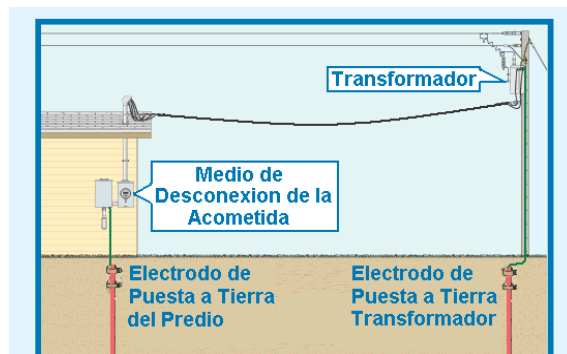 Transformador
Medio de
Desconexion de la
Acometida
Electrodo de
Puesta a Tierra
del Predio
Electrodo de
Puesta a Tierra
Transformador